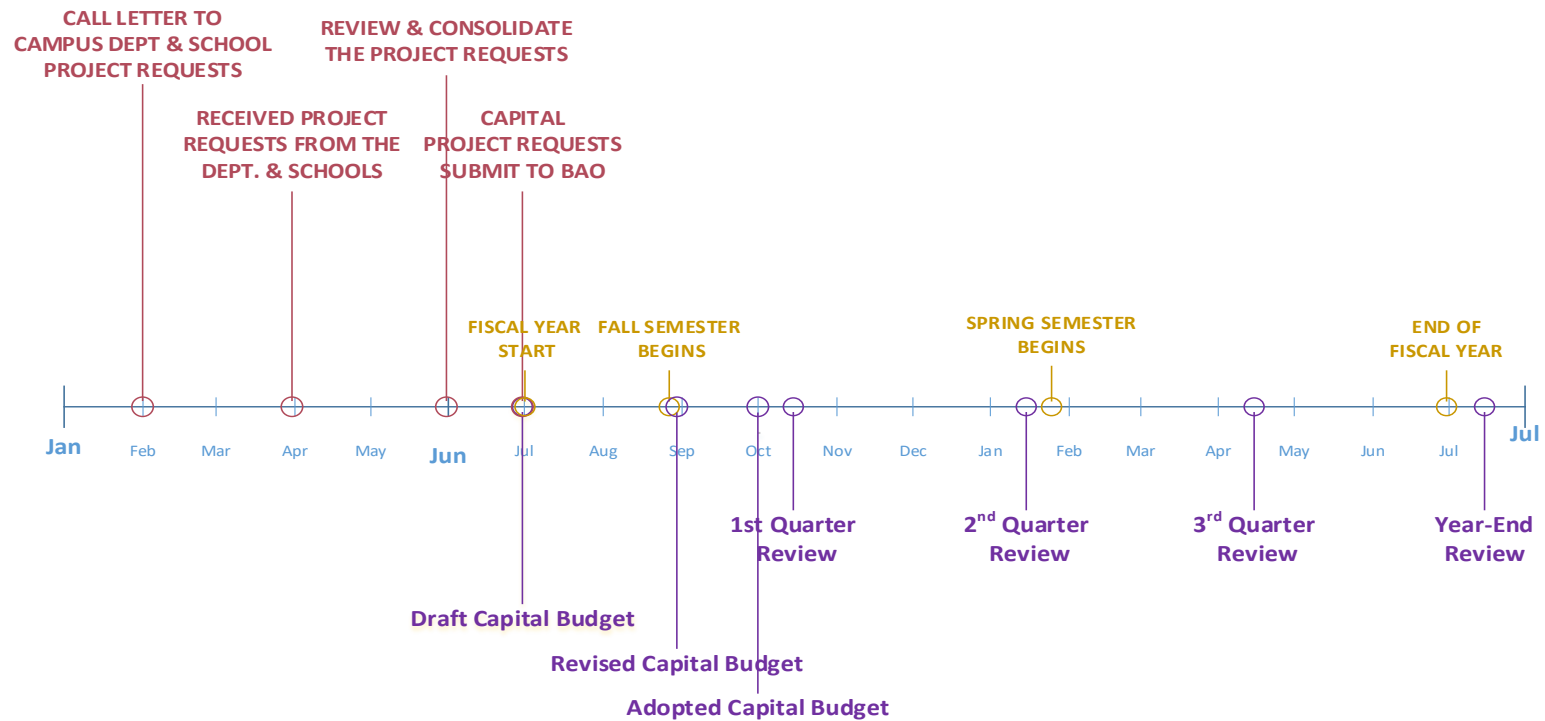 CALL LETTER TO
CAMPUS DEPT & SCHOOL
PROJECT REQUESTS
REVIEW & CONSOLIDATE
THE PROJECT REQUESTS
RECEIVED PROJECT
REQUESTS FROM THE
DEPT. & SCHOOLS
CAPITAL
PROJECT REQUESTS
SUBMIT TO BAO
FISCAL YEAR
START
FALL SEMESTER
BEGINS
SPRING SEMESTER
BEGINS
END OF
FISCAL YEAR
Jan Feb Mar Apr May Jun Jul Aug Sep Oct Nov Dec Jan Feb Mar Apr May Jun Jul Jul
1st Quarter
Review
2nd Quarter
Review
3rd Quarter
Review
Year-End
Review
Draft Capital Budget
Revised Capital Budget
Adopted Capital Budget